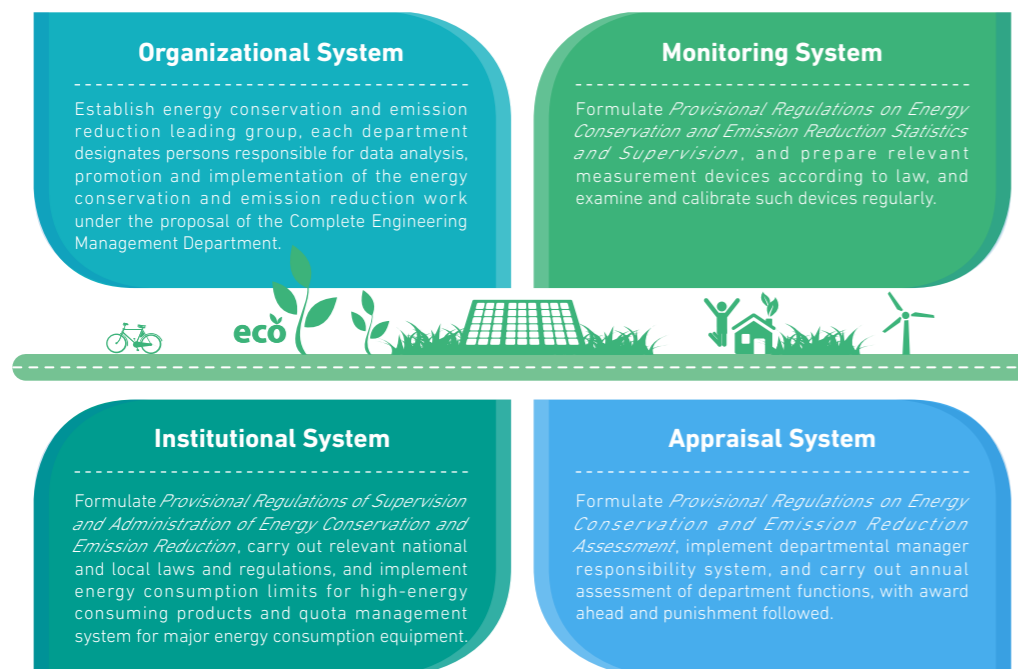 Organizational System
Establish energy conservation and emission
reduction leading group, each department
designates persons responsible for data analysis,
promotion and implementation of the energy
conservation and emission reduction work
under the proposal of the Complete Engineering
Management Department.
Monitoring System
Formulate Provisional Regulations on Energy
Conservation and Emission Reduction Statistics
and Supervision, and prepare relevant
measurement devices according to law, and
examine and calibrate such devices regularly.
eco
Institutional System
Formulate Provisional Regulations of Supervision
and Administration of Energy Conservation and
Emission Reduction, carry out relevant national
and local laws and regulations, and implement
energy consumption limits for high-energy
consuming products and quota management
system for major energy consumption equipment.
Appraisal System
Formulate Provisional Regulations on Energy
Conservation and Emission Reduction
Assessment, implement departmental manager
responsibility system, and carry out annual
assessment of department functions, with award
ahead and punishment followed.